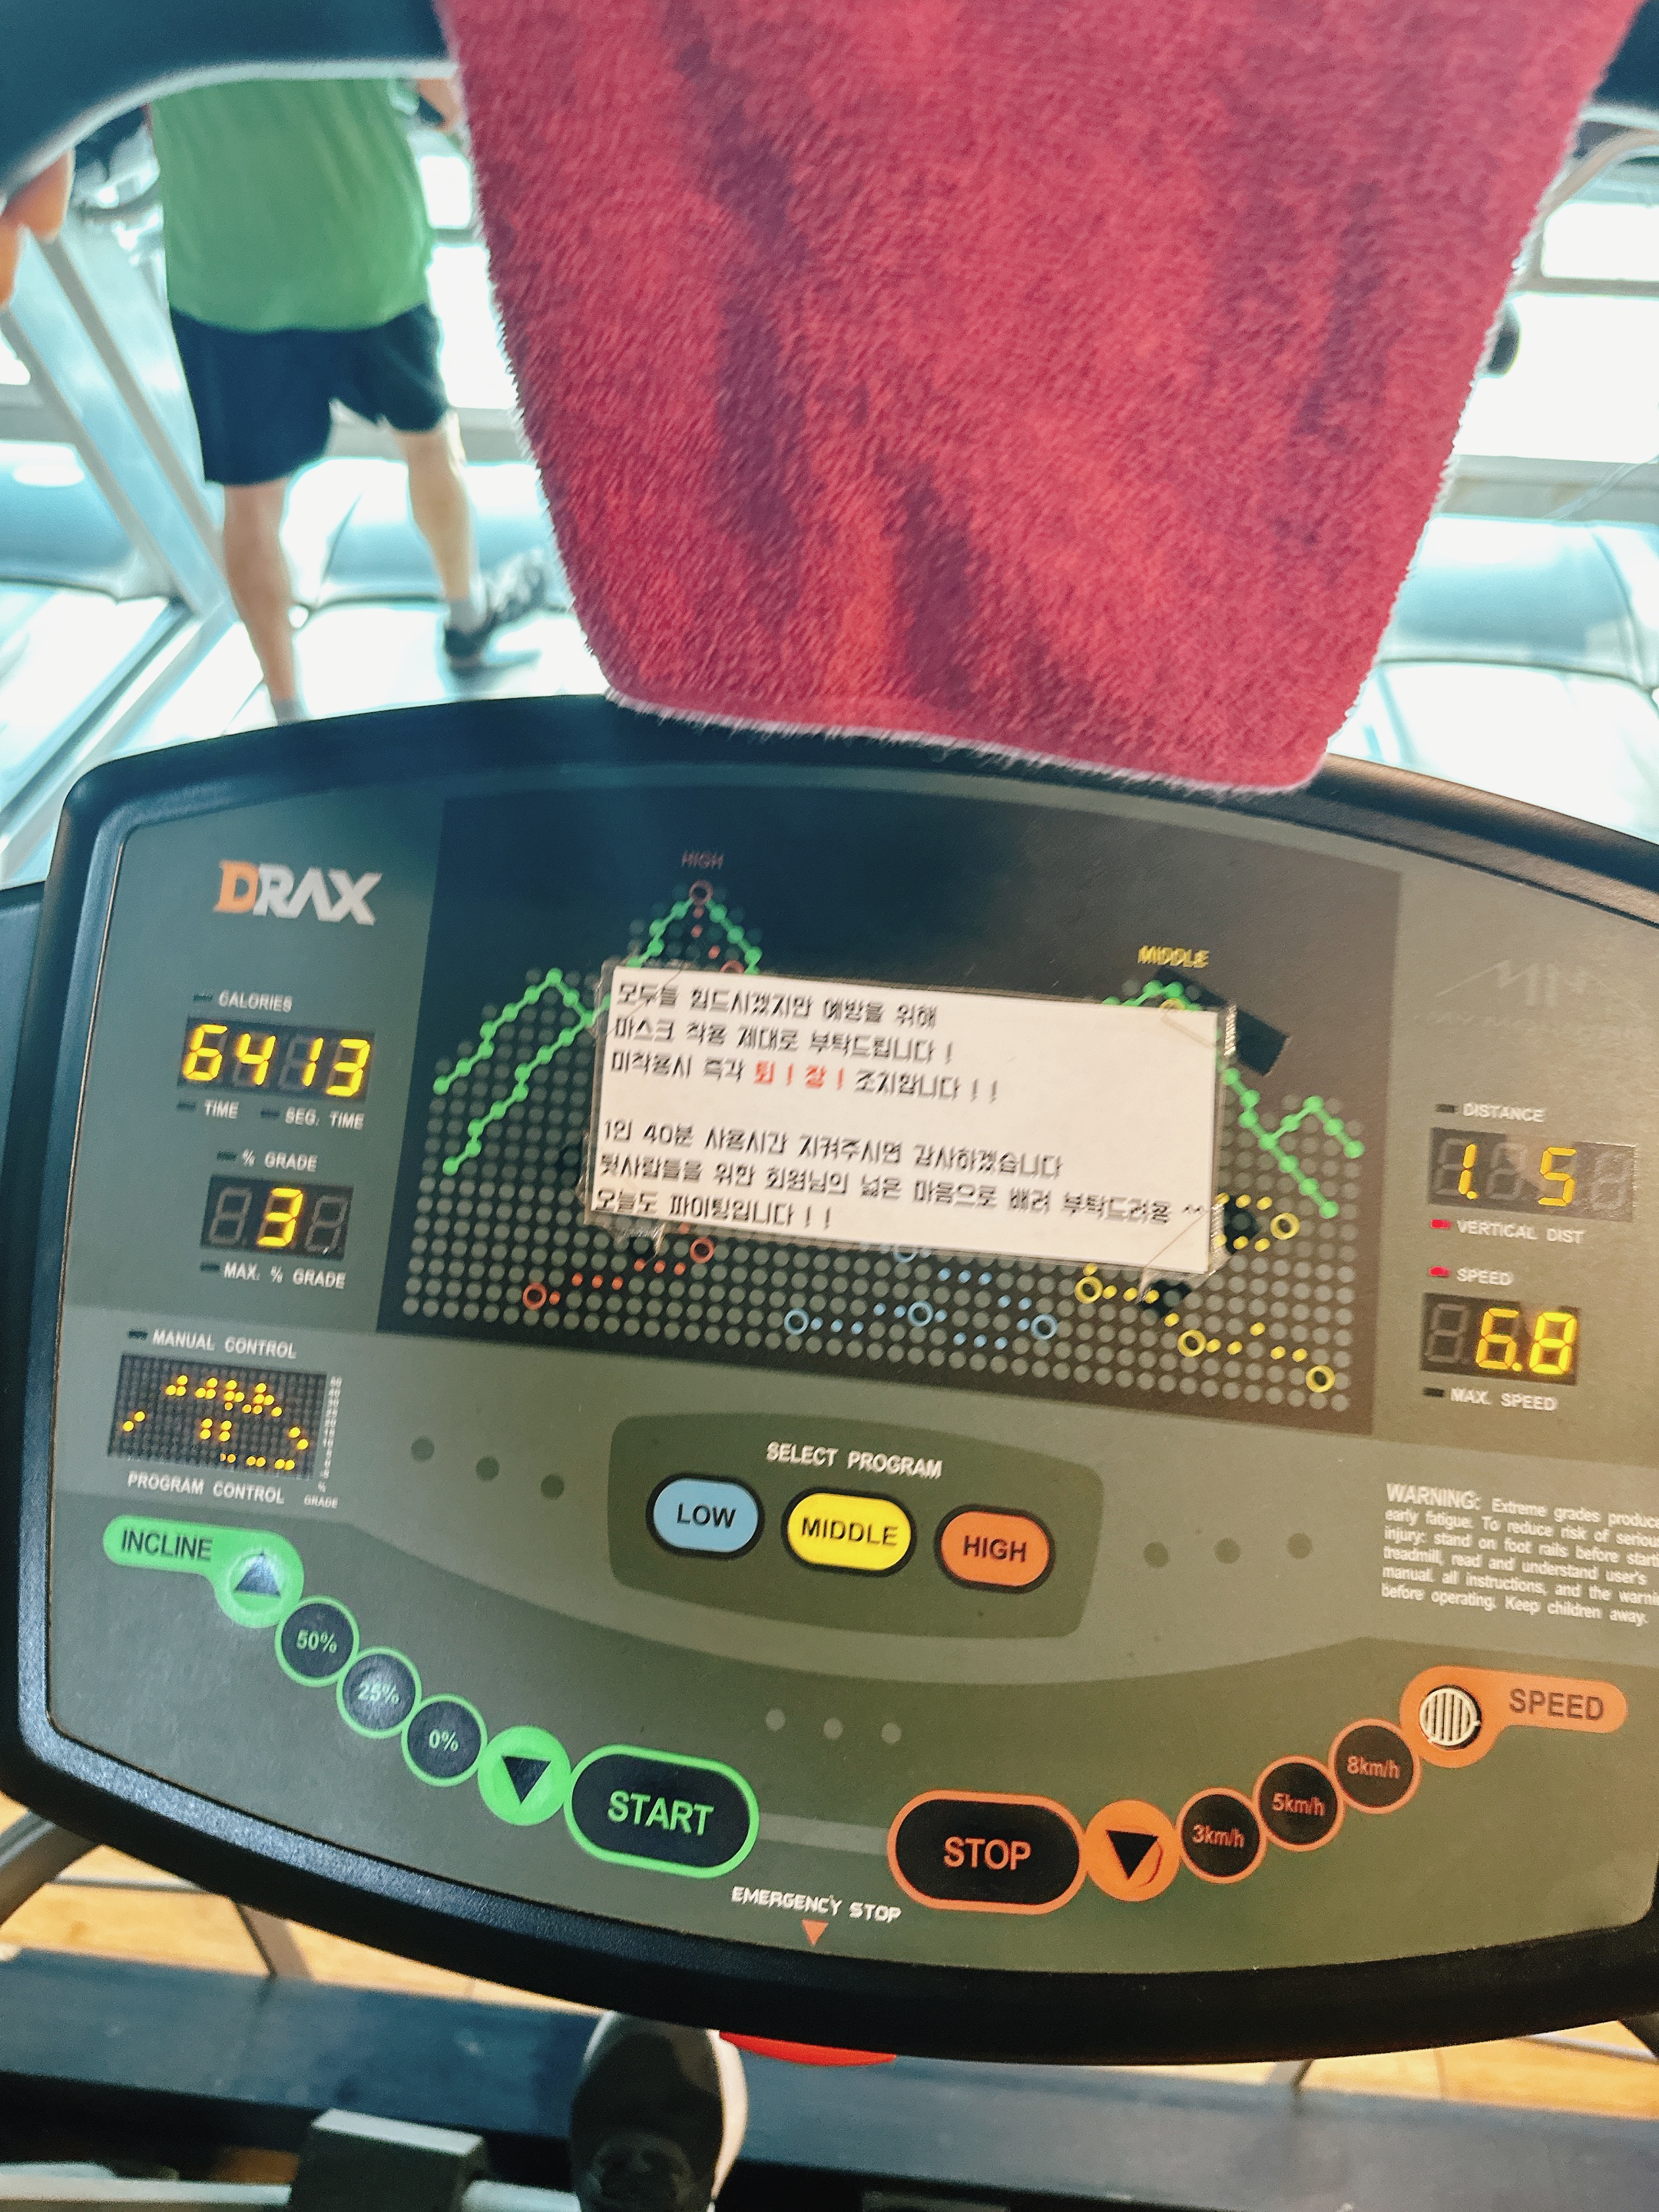 HIGH
DRAX
MIDDLE
CALORIES
6413
TIME SEG. TIME
% GRADE
3
MAX. % GRADE
MANUAL CONTROL
PROGRAM CONTROL
% GRADE
모두들 힘드시겠지만 예방을 위해
마스크 착용 제대로 부탁드립니다 !
미착용시 즉각 퇴 ! 장 ! 조치합니다 ! !
1인 40분 사용시간 지켜주시면 감사하겠습니다
뒷사람들을 위한 회원님의 넓은 마음으로 배려 부탁드려용 ^^
오늘도 파이팅입니다 ! !
DISTANCE
1.5
VERTICAL DIST
SPEED
6.8
MAX. SPEED
SELECT PROGRAM
LOW
MIDDLE
HIGH
WARNING: Extreme grades produce
early fatigue. To reduce risk of serious
injury: stand on foot rails before starti
treadmill, read and understand user's
manual. all instructions, and the warni
before operating. Keep children away.
INCLINE
50%
25%
0%
START
STOP
3km/h
5km/h
8km/h
SPEED
EMERGENCY STOP